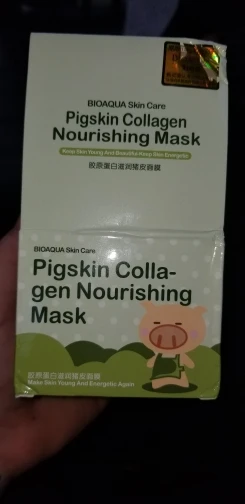 BIOAQUA Skin Care
Pigskin Collagen
Nourishing Mask
Keep Skin Young And Beautiful Keep Skin Energetic
胶原蛋白滋润猪皮面膜
BIOAQUA Skin Care
Pigskin Colla-
gen Nourishing
Mask
胶原蛋白滋润猪皮面膜
Make Skin Young And Energetic Again